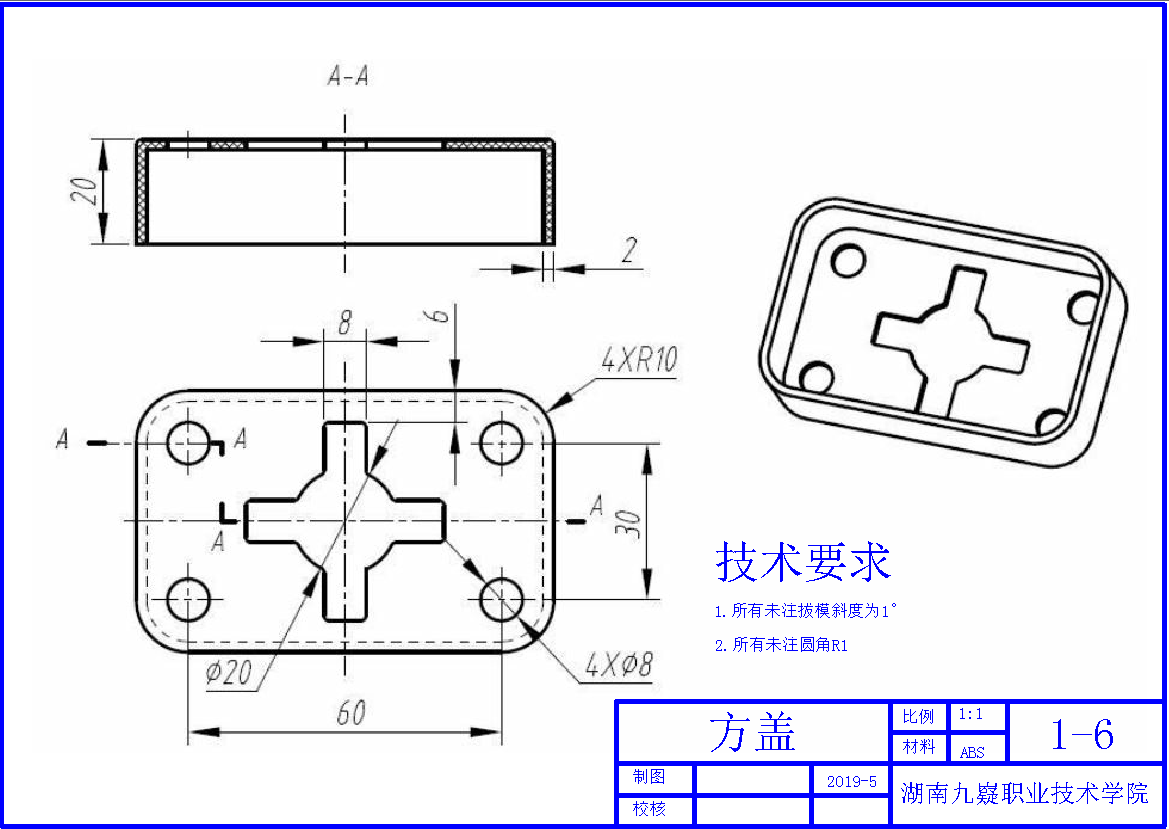 A-A
20
2
8
6
4XR10
A
A
A
A
30
Ø20
4XØ8
60
技术要求
1.所有未注拔模斜度为1°
2.所有未注圆角R1
方盖
比例
1:1
材料
ABS
1-6
制图
2019-5
校核
湖南九嶷职业技术学院